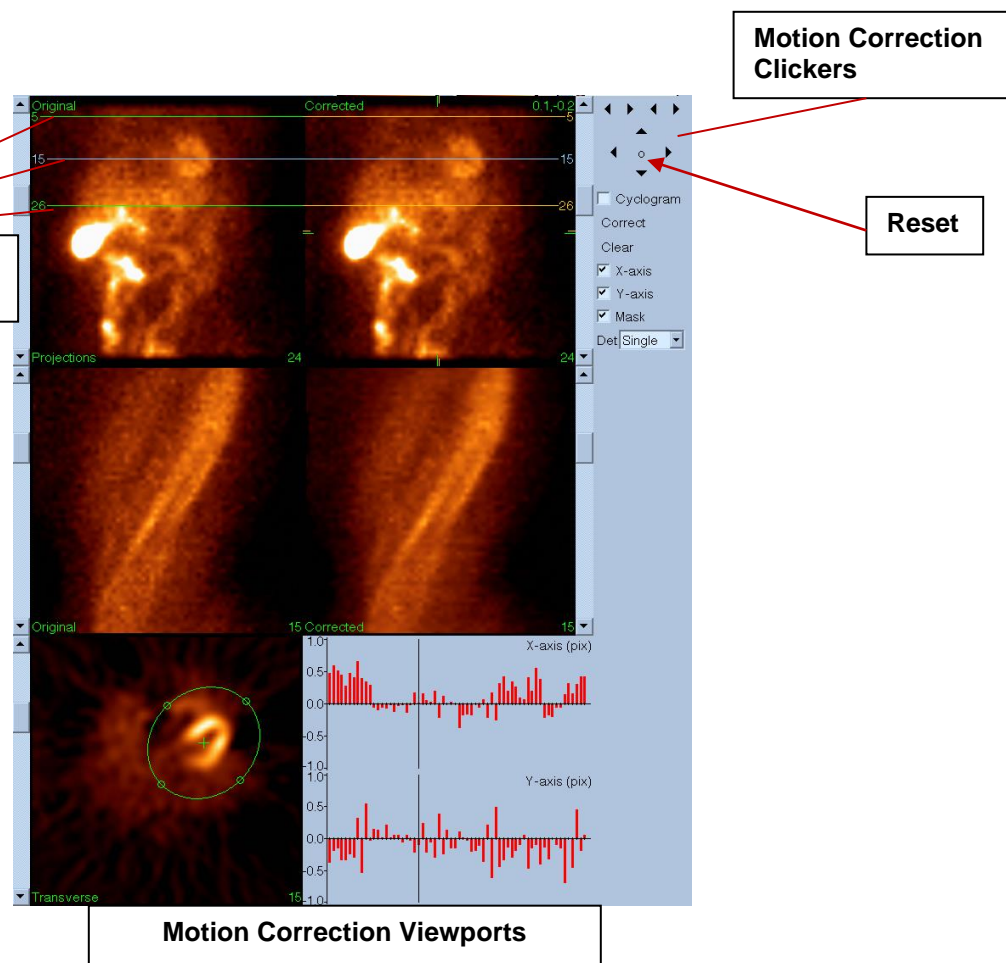 Motion Correction
Clickers
Original
Corrected
0.1,-0.2
5
5
15
15
26
26
Cyclogram
Correct
Clear
X-axis
Y-axis
Mask
Det Single
Reset
Projections
24
24
Original
15
Corrected
15
X-axis (pix)
1.0
0.5
0.0
-0.5
-1.0
Y-axis (pix)
1.0
0.5
0.0
-0.5
-1.0
Transverse
15
Motion Correction Viewports